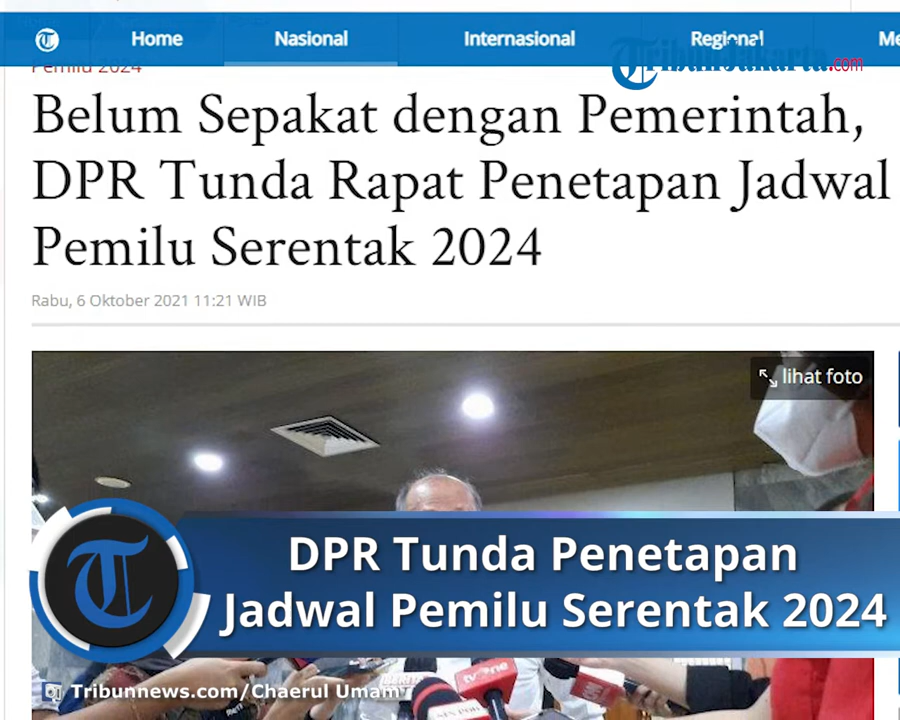 Home Nasional Internasional Regional
TribunJakarta.com
Pemilu 2024
Belum Sepakat dengan Pemerintah,
DPR Tunda Rapat Penetapan Jadwal
Pemilu Serentak 2024
Rabu, 6 Oktober 2021 11:21 WIB
lihat foto
DPR Tunda Penetapan
Jadwal Pemilu Serentak 2024
Tribunnews.com/Chaerul Umam
tvOne